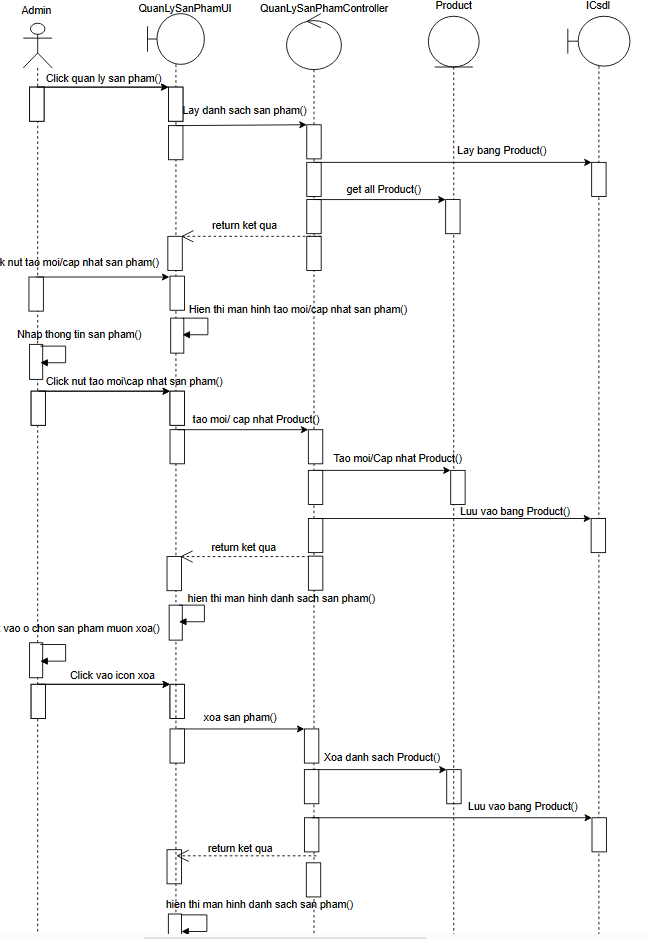 Admin
QuanLySanPhamUI
QuanLySanPhamController
Product
ICsdl
Click quan ly san pham()
Lay danh sach san pham()
Lay bang Product()
get all Product()
return ket qua
k nut tao moi/cap nhat san pham()
Hien thi man hinh tao moi/cap nhat san pham()
Nhap thong tin san pham()
Click nut tao moi\cap nhat san pham()
tao moi/ cap nhat Product()
Tao moi/Cap nhat Product()
Luu vao bang Product()
return ket qua
hien thi man hinh danh sach san pham()
vao o chon san pham muon xoa()
Click vao icon xoa
xoa san pham()
Xoa danh sach Product()
Luu vao bang Product()
return ket qua
hien thi man hinh danh sach san pham()